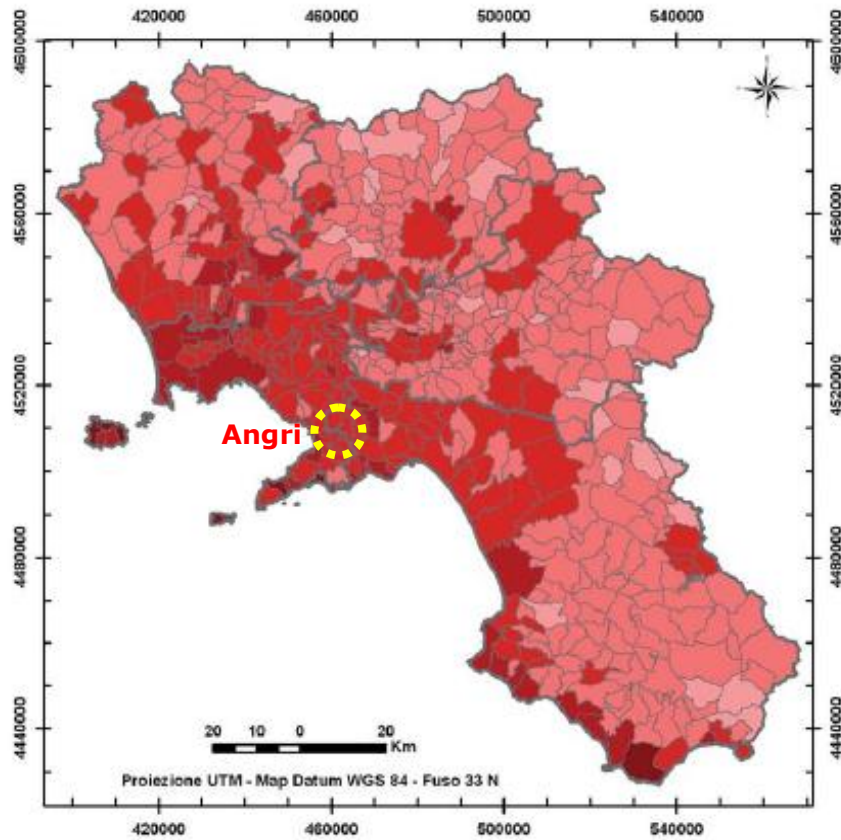 420000 460000 500000 540000
4600000 4600000
4560000 4560000
4520000 4520000
Angri
4480000 4480000
4440000 4440000
20 10 0 20
Km
Proiezione UTM - Map Datum WGS 84 - Fuso 33 N
420000 460000 500000 540000